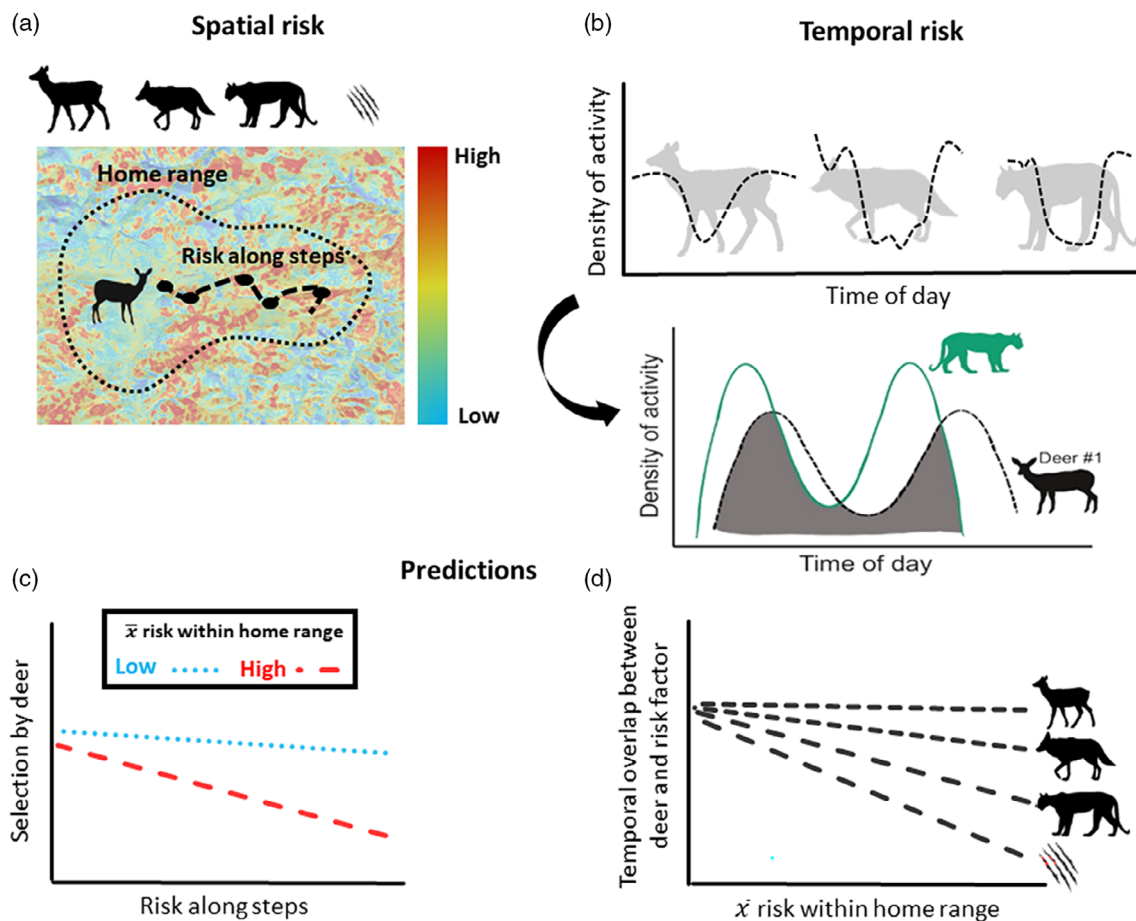 (a)
Spatial risk
High
Home range
Risk along steps
Low
(b)
Temporal risk
Density of activity
Time of day
Density of activity
Deer #1
Time of day
Predictions
(c)
x̄ risk within home range
Low
High
Selection by deer
Risk along steps
(d)
Temporal overlap between
deer and risk factor
x̄ risk within home range